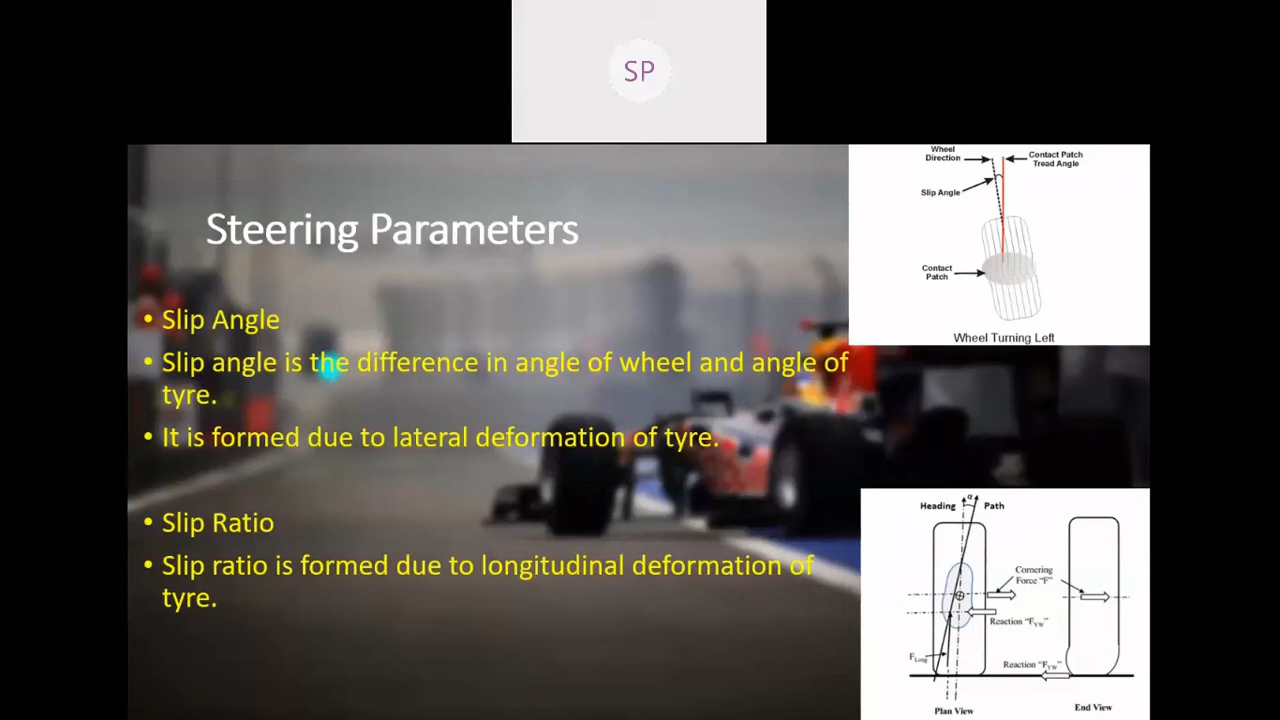 SP
Steering Parameters
• Slip Angle
• Slip angle is the difference in angle of wheel and angle of
tyre.
• It is formed due to lateral deformation of tyre.
• Slip Ratio
• Slip ratio is formed due to longitudinal deformation of
tyre.
Wheel
Direction
Contact Patch
Tread Angle
Slip Angle
Contact
Patch
Wheel Turning Left
α
Heading
Path
Cornering
Force "F"
Reaction "FYW"
FLong
Reaction "FYW"
Plan View
End View